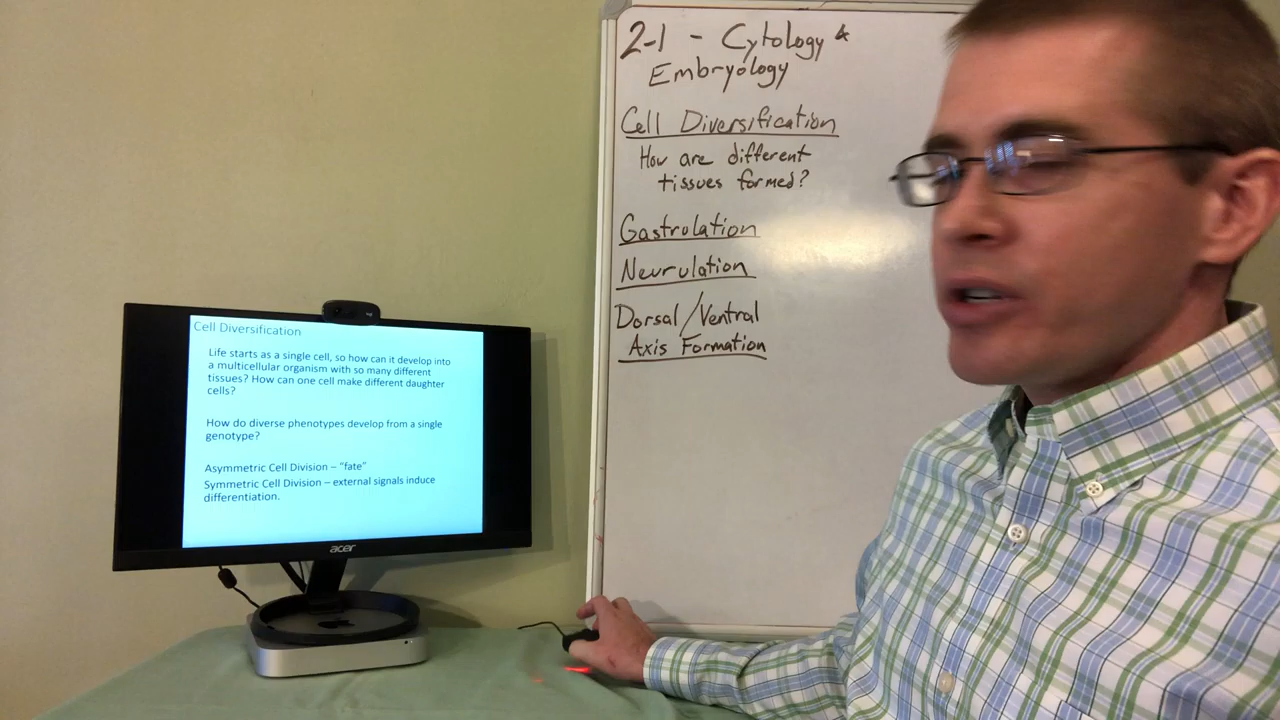 2-1 - Cytology &
Embryology
Cell Diversification
How are different
tissues formed?
Gastrulation
Neurulation
Dorsal/Ventral
Axis Formation
Cell Diversification
Life starts as a single cell, so how can it develop into
a multicellular organism with so many different
tissues? How can one cell make different daughter
cells?
How do diverse phenotypes develop from a single
genotype?
Asymmetric Cell Division – “fate”
Symmetric Cell Division – external signals induce
differentiation.
acer